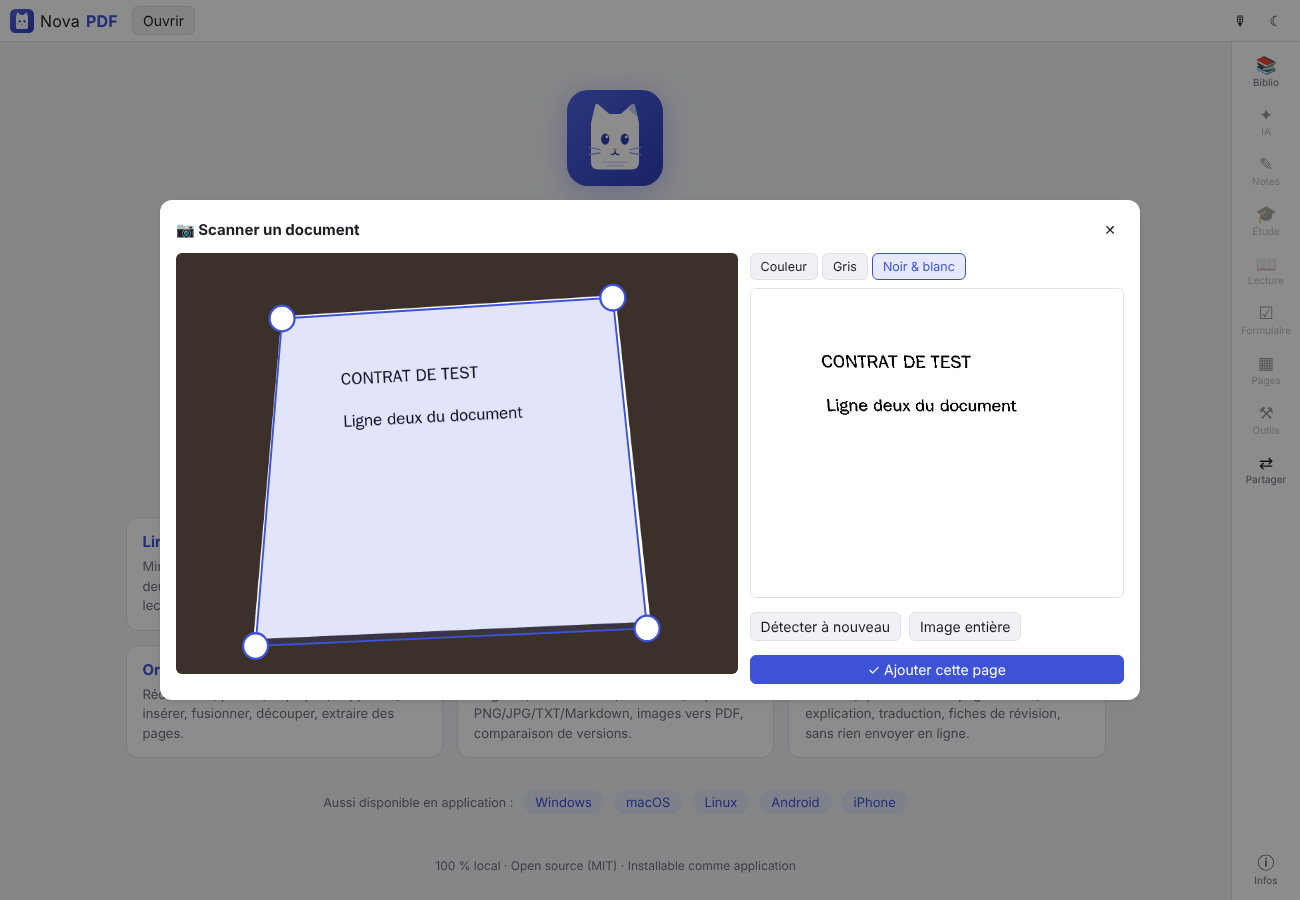 Nova PDF
Ouvrir
Biblio
IA
Notes
Étude
Lecture
Formulaire
Pages
Outils
Partager
Infos
Scanner un document
CONTRAT DE TEST
Ligne deux du document
Couleur
Gris
Noir & blanc
CONTRAT DE TEST
Ligne deux du document
Détecter à nouveau
Image entière
✓ Ajouter cette page
insérer, fusionner, découper, extraire des
pages.
PNG/JPG/TXT/Markdown, images vers PDF,
comparaison de versions.
explication, traduction, fiches de révision,
sans rien envoyer en ligne.
Aussi disponible en application :
Windows
macOS
Linux
Android
iPhone
100 % local · Open source (MIT) · Installable comme application